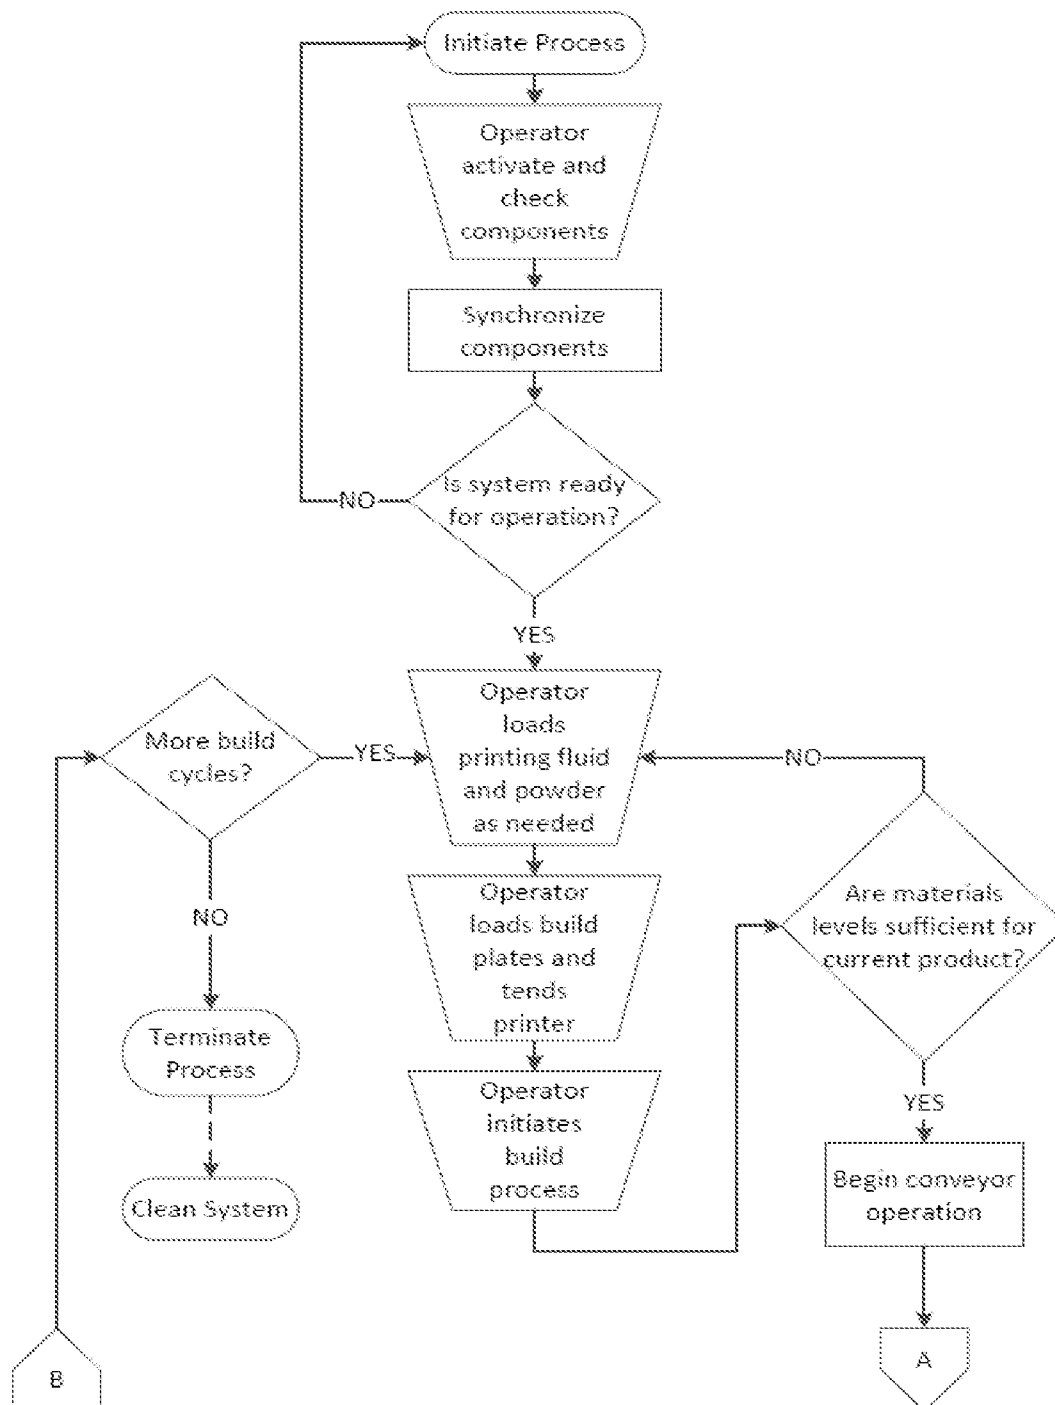 Initiate Process
Operator
activate and
check
components
Synchronize
components
Is system ready
for operation?
NO
YES
Operator
loads
printing fluid
and powder
as needed
More build
cycles?
YES
NO
NO
Are materials
levels sufficient for
current product?
Operator
loads build
plates and
tends
printer
Operator
initiates
build
process
Terminate
Process
Clean System
YES
Begin conveyor
operation
A
B